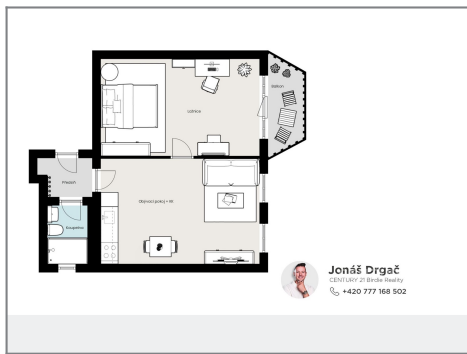 Balkon
Ložnice
Předsíň
Koupelna
Obývací pokoj + KK
Jonáš Drgač
CENTURY 21 Birdie Reality
+420 777 168 502